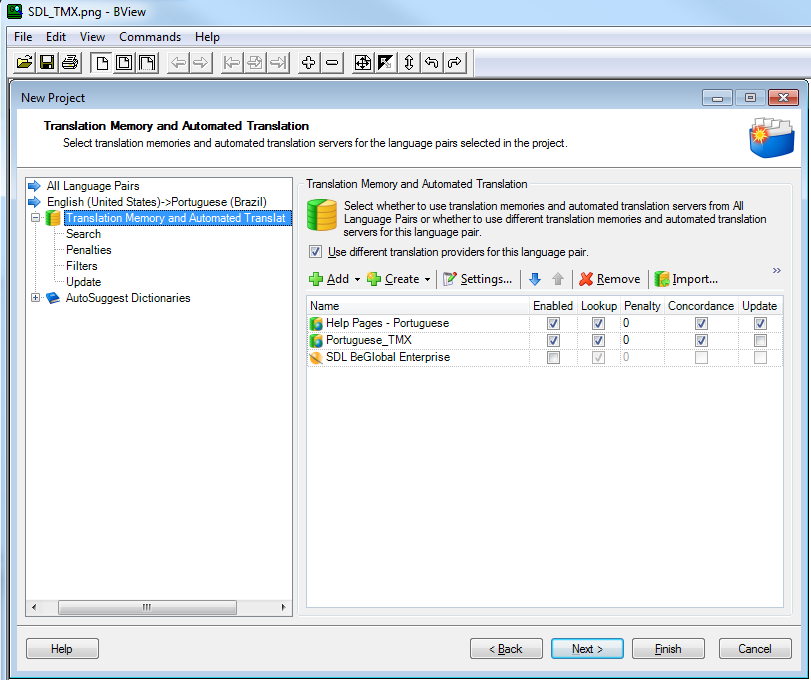 SDL_TMX.png - BView
File Edit View Commands Help
New Project
Translation Memory and Automated Translation
Select translation memories and automated translation servers for the language pairs selected in the project.
All Language Pairs
English (United States)->Portuguese (Brazil)
Translation Memory and Automated Translat
Search
Penalties
Filters
Update
AutoSuggest Dictionaries
Translation Memory and Automated Translation
Select whether to use translation memories and automated translation servers from All
Language Pairs or whether to use different translation memories and automated translation
servers for this language pair.
Use different translation providers for this language pair.
Add Create Settings... Remove Import... »
Name Enabled Lookup Penalty Concordance Update
Help Pages - Portuguese 0
Portuguese_TMX 0
SDL BeGlobal Enterprise 0
Help < Back Next > Finish Cancel